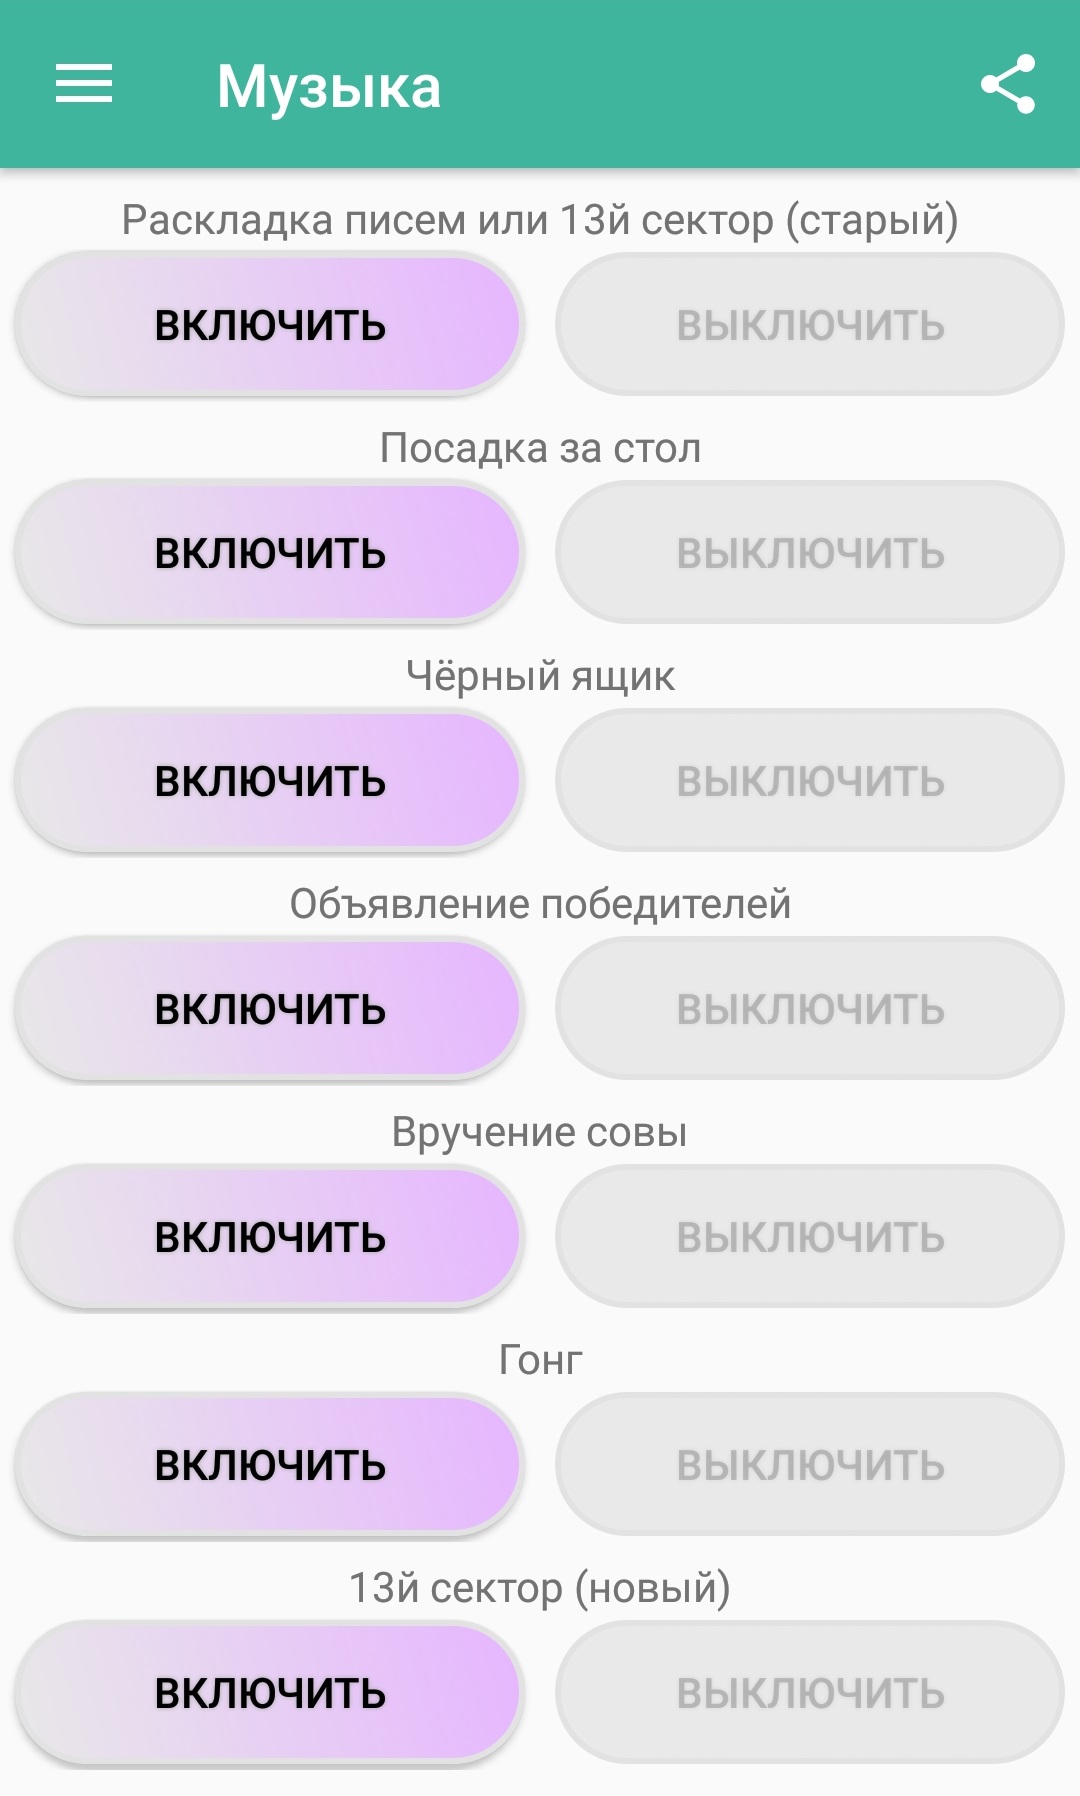 Музыка
Раскладка писем или 13й сектор (старый)
ВКЛЮЧИТЬ ВЫКЛЮЧИТЬ
Посадка за стол
ВКЛЮЧИТЬ ВЫКЛЮЧИТЬ
Чёрный ящик
ВКЛЮЧИТЬ ВЫКЛЮЧИТЬ
Объявление победителей
ВКЛЮЧИТЬ ВЫКЛЮЧИТЬ
Вручение совы
ВКЛЮЧИТЬ ВЫКЛЮЧИТЬ
Гонг
ВКЛЮЧИТЬ ВЫКЛЮЧИТЬ
13й сектор (новый)
ВКЛЮЧИТЬ ВЫКЛЮЧИТЬ